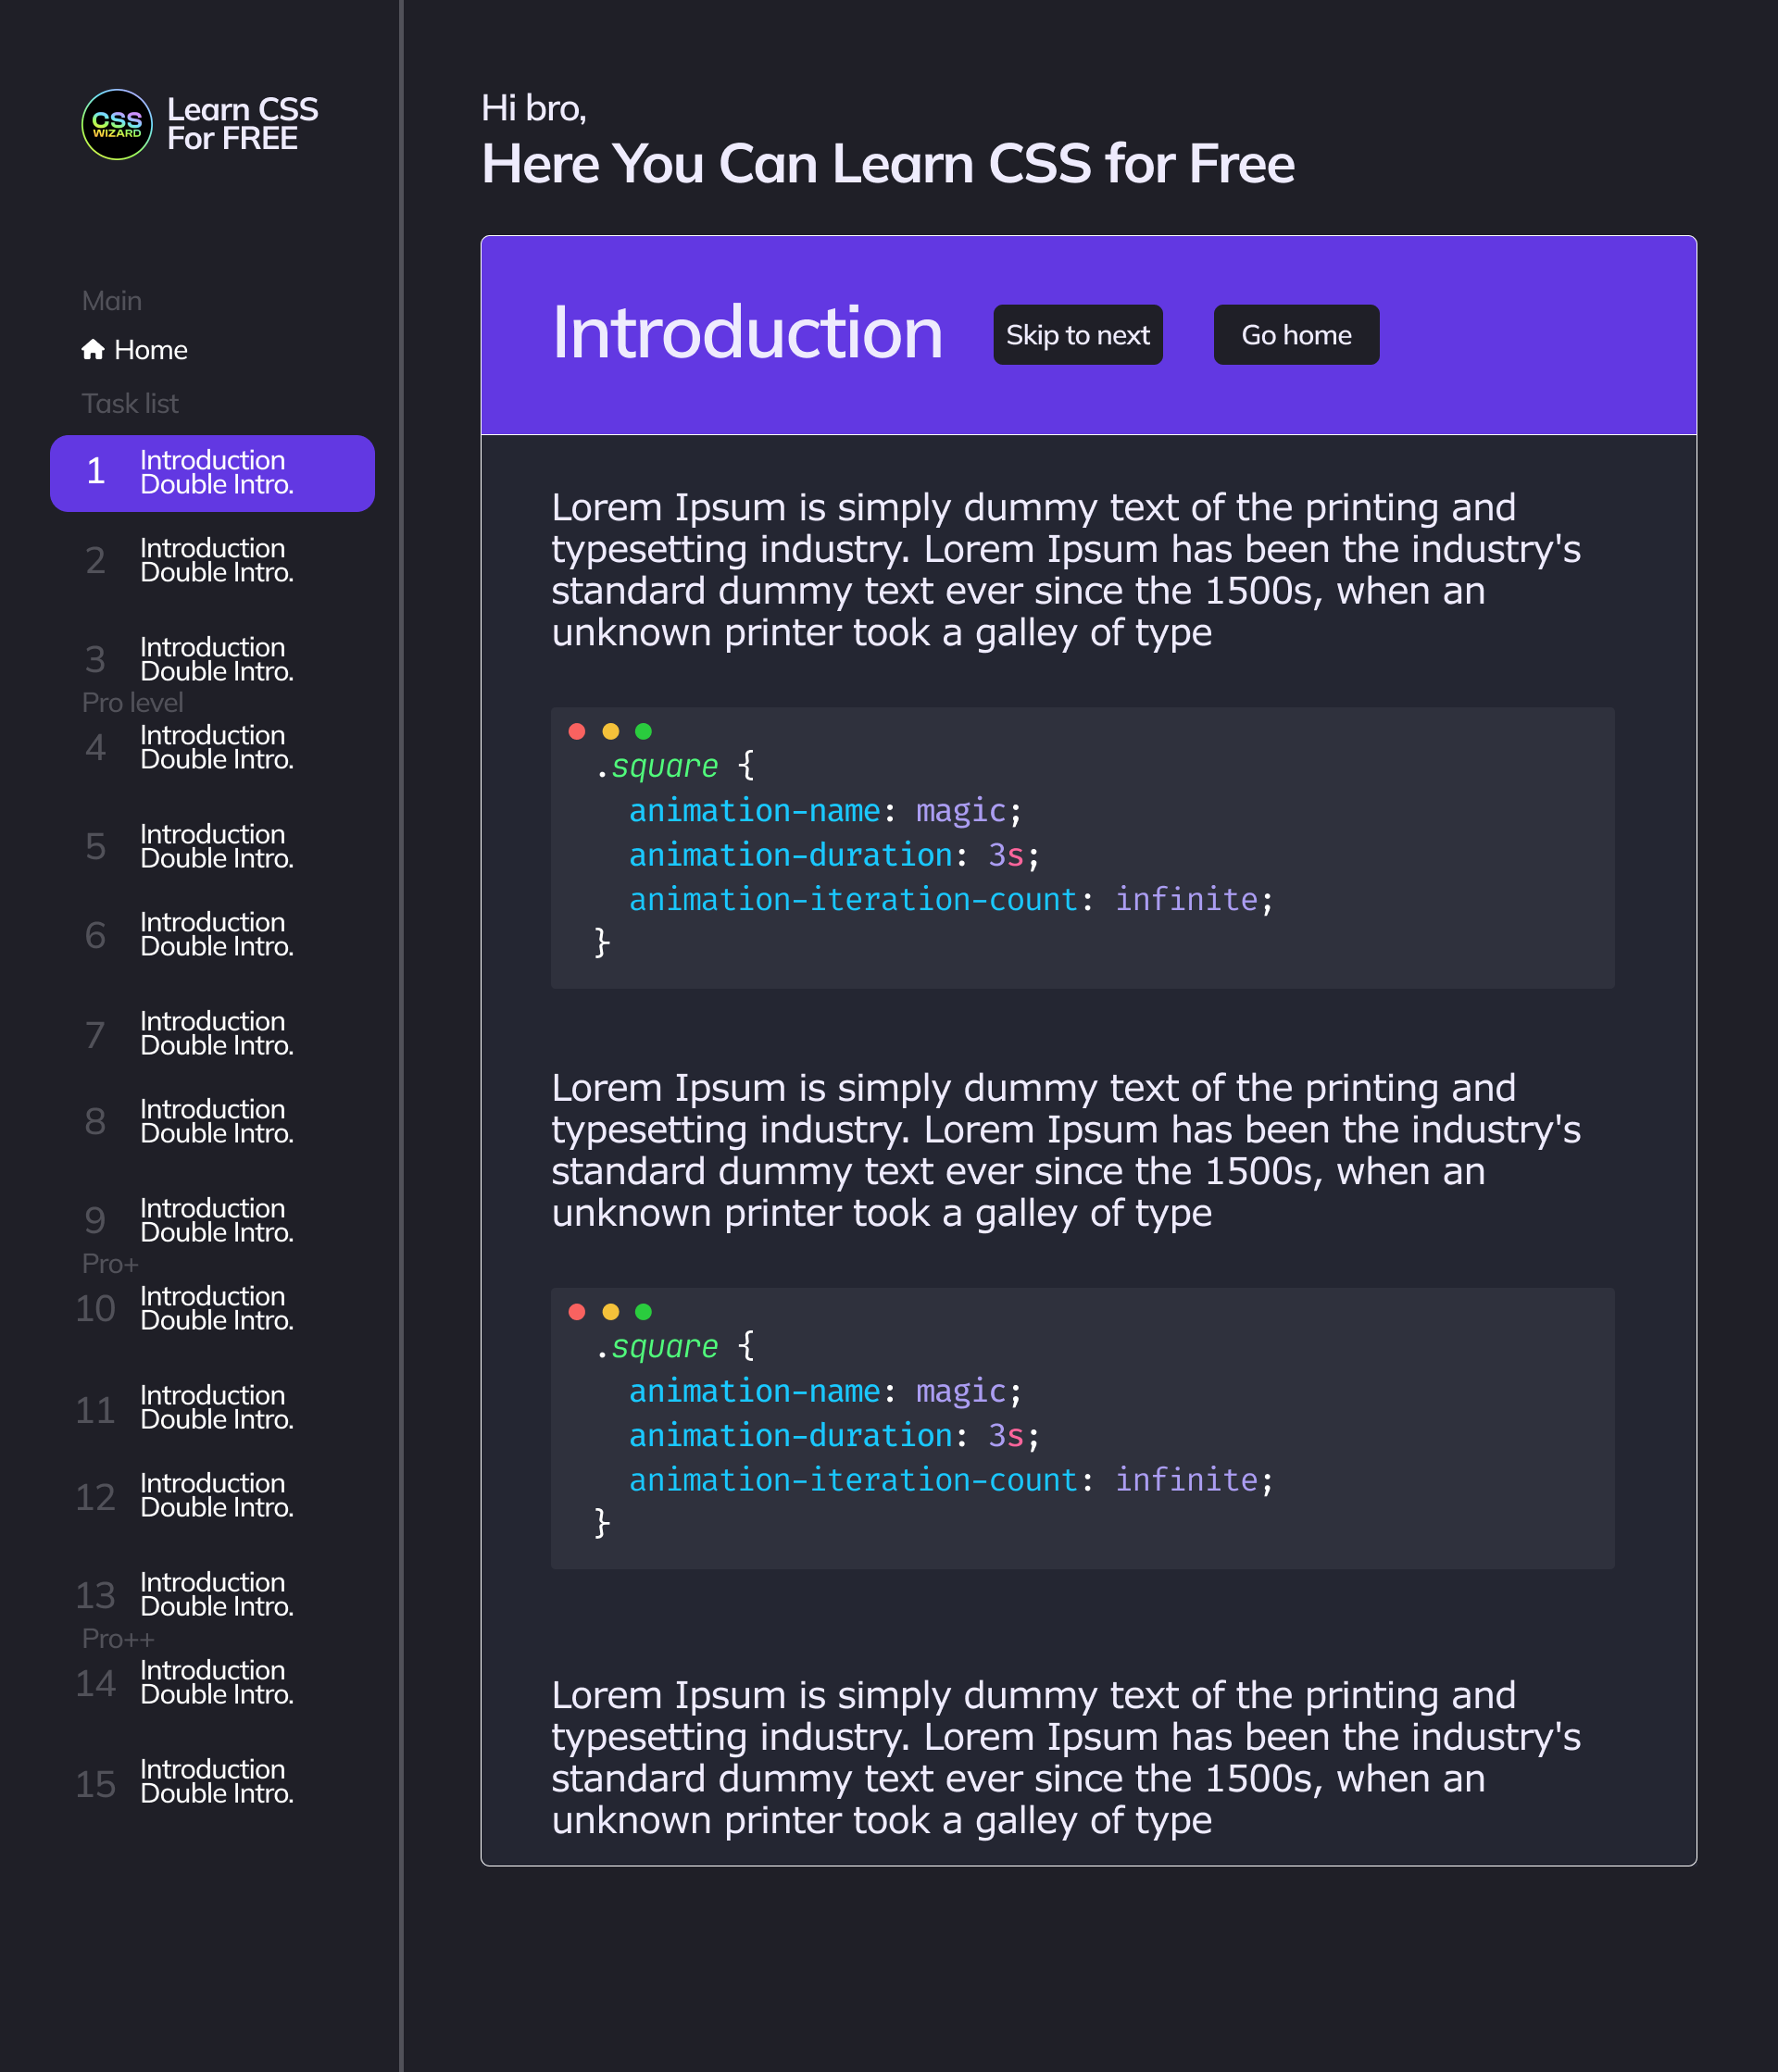 CSS
WIZARD
Learn CSS
For FREE
Main
Home
Task list
1
Introduction
Double Intro.
2
Introduction
Double Intro.
3
Introduction
Double Intro.
Pro level
4
Introduction
Double Intro.
5
Introduction
Double Intro.
6
Introduction
Double Intro.
7
Introduction
Double Intro.
8
Introduction
Double Intro.
9
Introduction
Double Intro.
Pro+
10
Introduction
Double Intro.
11
Introduction
Double Intro.
12
Introduction
Double Intro.
13
Introduction
Double Intro.
Pro++
14
Introduction
Double Intro.
15
Introduction
Double Intro.
Hi bro,
Here You Can Learn CSS for Free
Introduction
Skip to next
Go home
Lorem Ipsum is simply dummy text of the printing and
typesetting industry. Lorem Ipsum has been the industry's
standard dummy text ever since the 1500s, when an
unknown printer took a galley of type
.square {
animation-name: magic;
animation-duration: 3s;
animation-iteration-count: infinite;
}
Lorem Ipsum is simply dummy text of the printing and
typesetting industry. Lorem Ipsum has been the industry's
standard dummy text ever since the 1500s, when an
unknown printer took a galley of type
.square {
animation-name: magic;
animation-duration: 3s;
animation-iteration-count: infinite;
}
Lorem Ipsum is simply dummy text of the printing and
typesetting industry. Lorem Ipsum has been the industry's
standard dummy text ever since the 1500s, when an
unknown printer took a galley of type